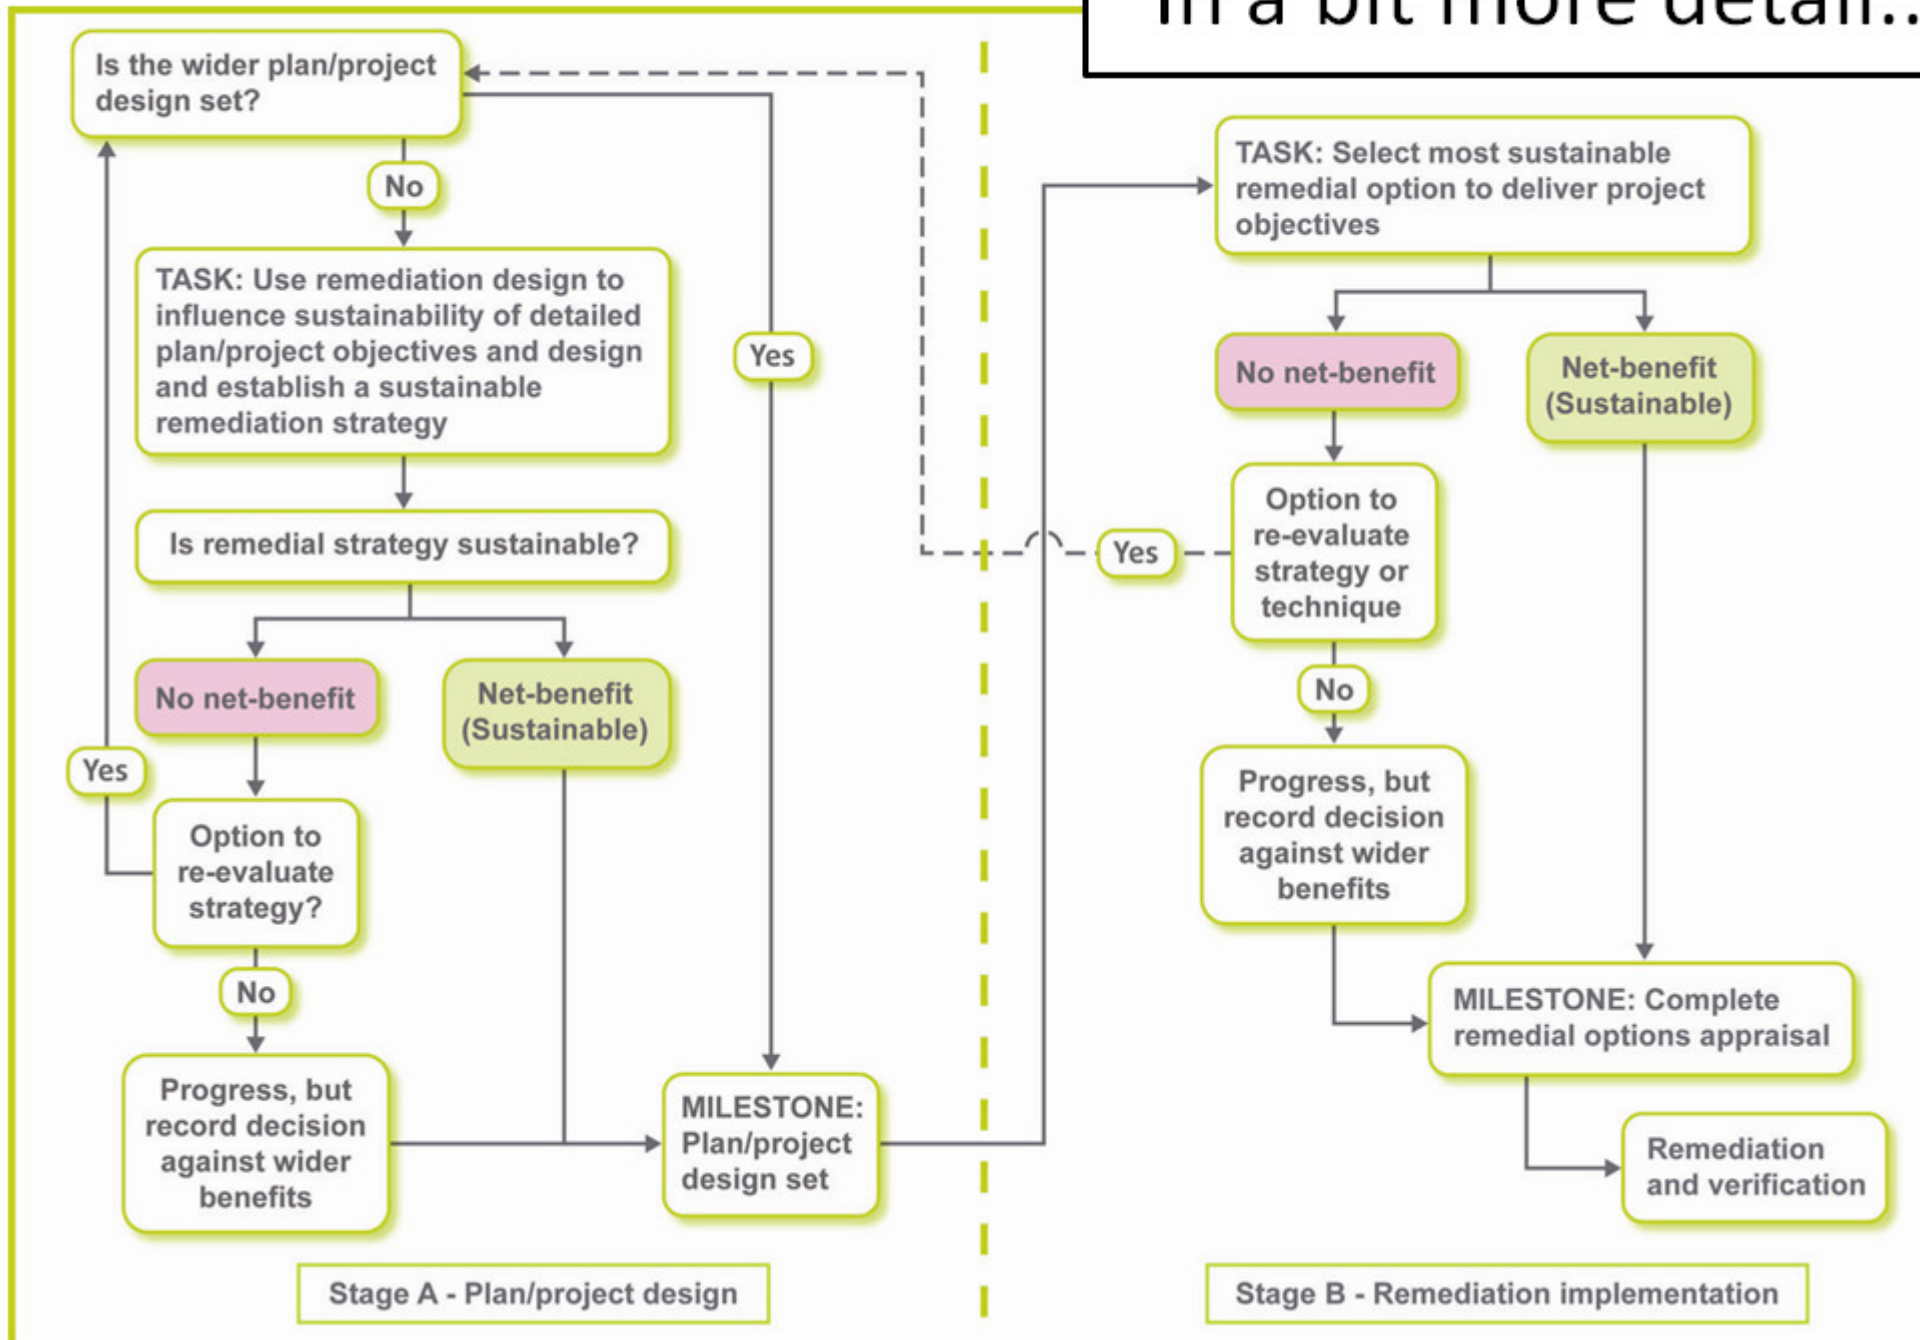 In a bit more detail..
Is the wider plan/project
design set?
No
TASK: Use remediation design to
influence sustainability of detailed
plan/project objectives and design
and establish a sustainable
remediation strategy
Yes
Is remedial strategy sustainable?
No net-benefit
Net-benefit
(Sustainable)
Yes
Option to
re-evaluate
strategy?
No
Progress, but
record decision
against wider
benefits
MILESTONE:
Plan/project
design set
Stage A - Plan/project design
TASK: Select most sustainable
remedial option to deliver project
objectives
No net-benefit
Net-benefit
(Sustainable)
Option to
re-evaluate
strategy or
technique
Yes
No
Progress, but
record decision
against wider
benefits
MILESTONE: Complete
remedial options appraisal
Remediation
and verification
Stage B - Remediation implementation